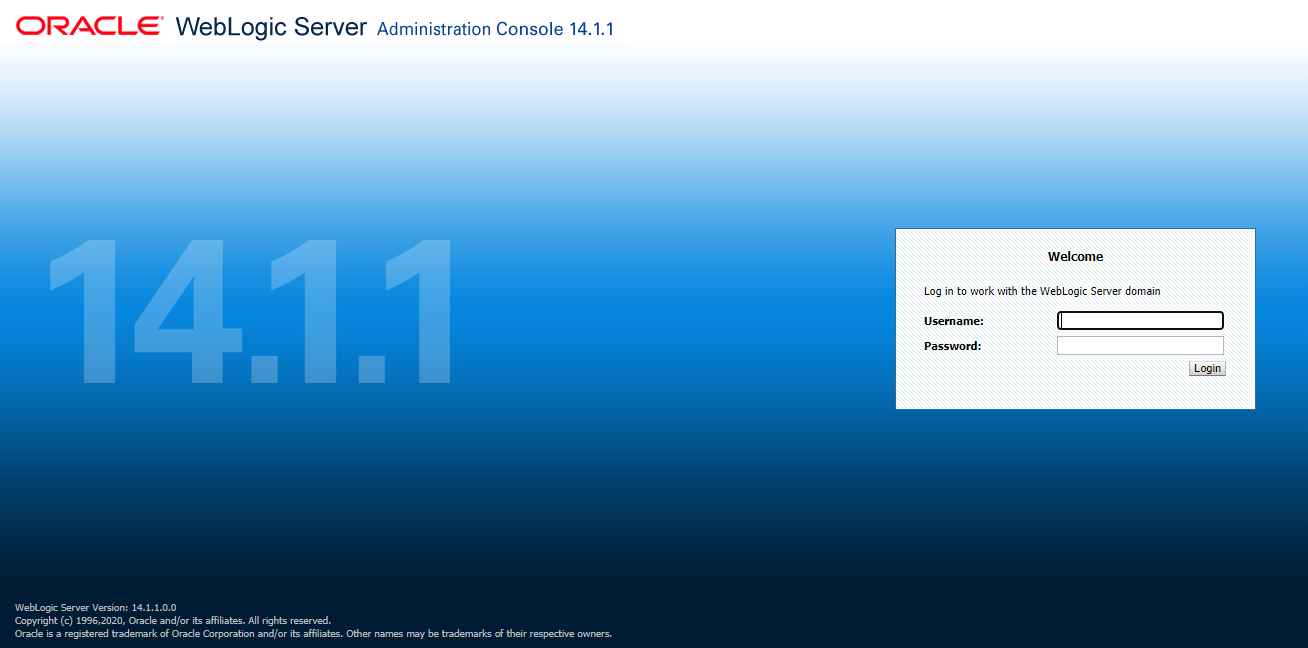 ORACLE® WebLogic Server Administration Console 14.1.1
14.1.1
Welcome
Log in to work with the WebLogic Server domain
Username:
Password:
Login
WebLogic Server Version: 14.1.1.0.0
Copyright (c) 1996,2020, Oracle and/or its affiliates. All rights reserved.
Oracle is a registered trademark of Oracle Corporation and/or its affiliates. Other names may be trademarks of their respective owners.